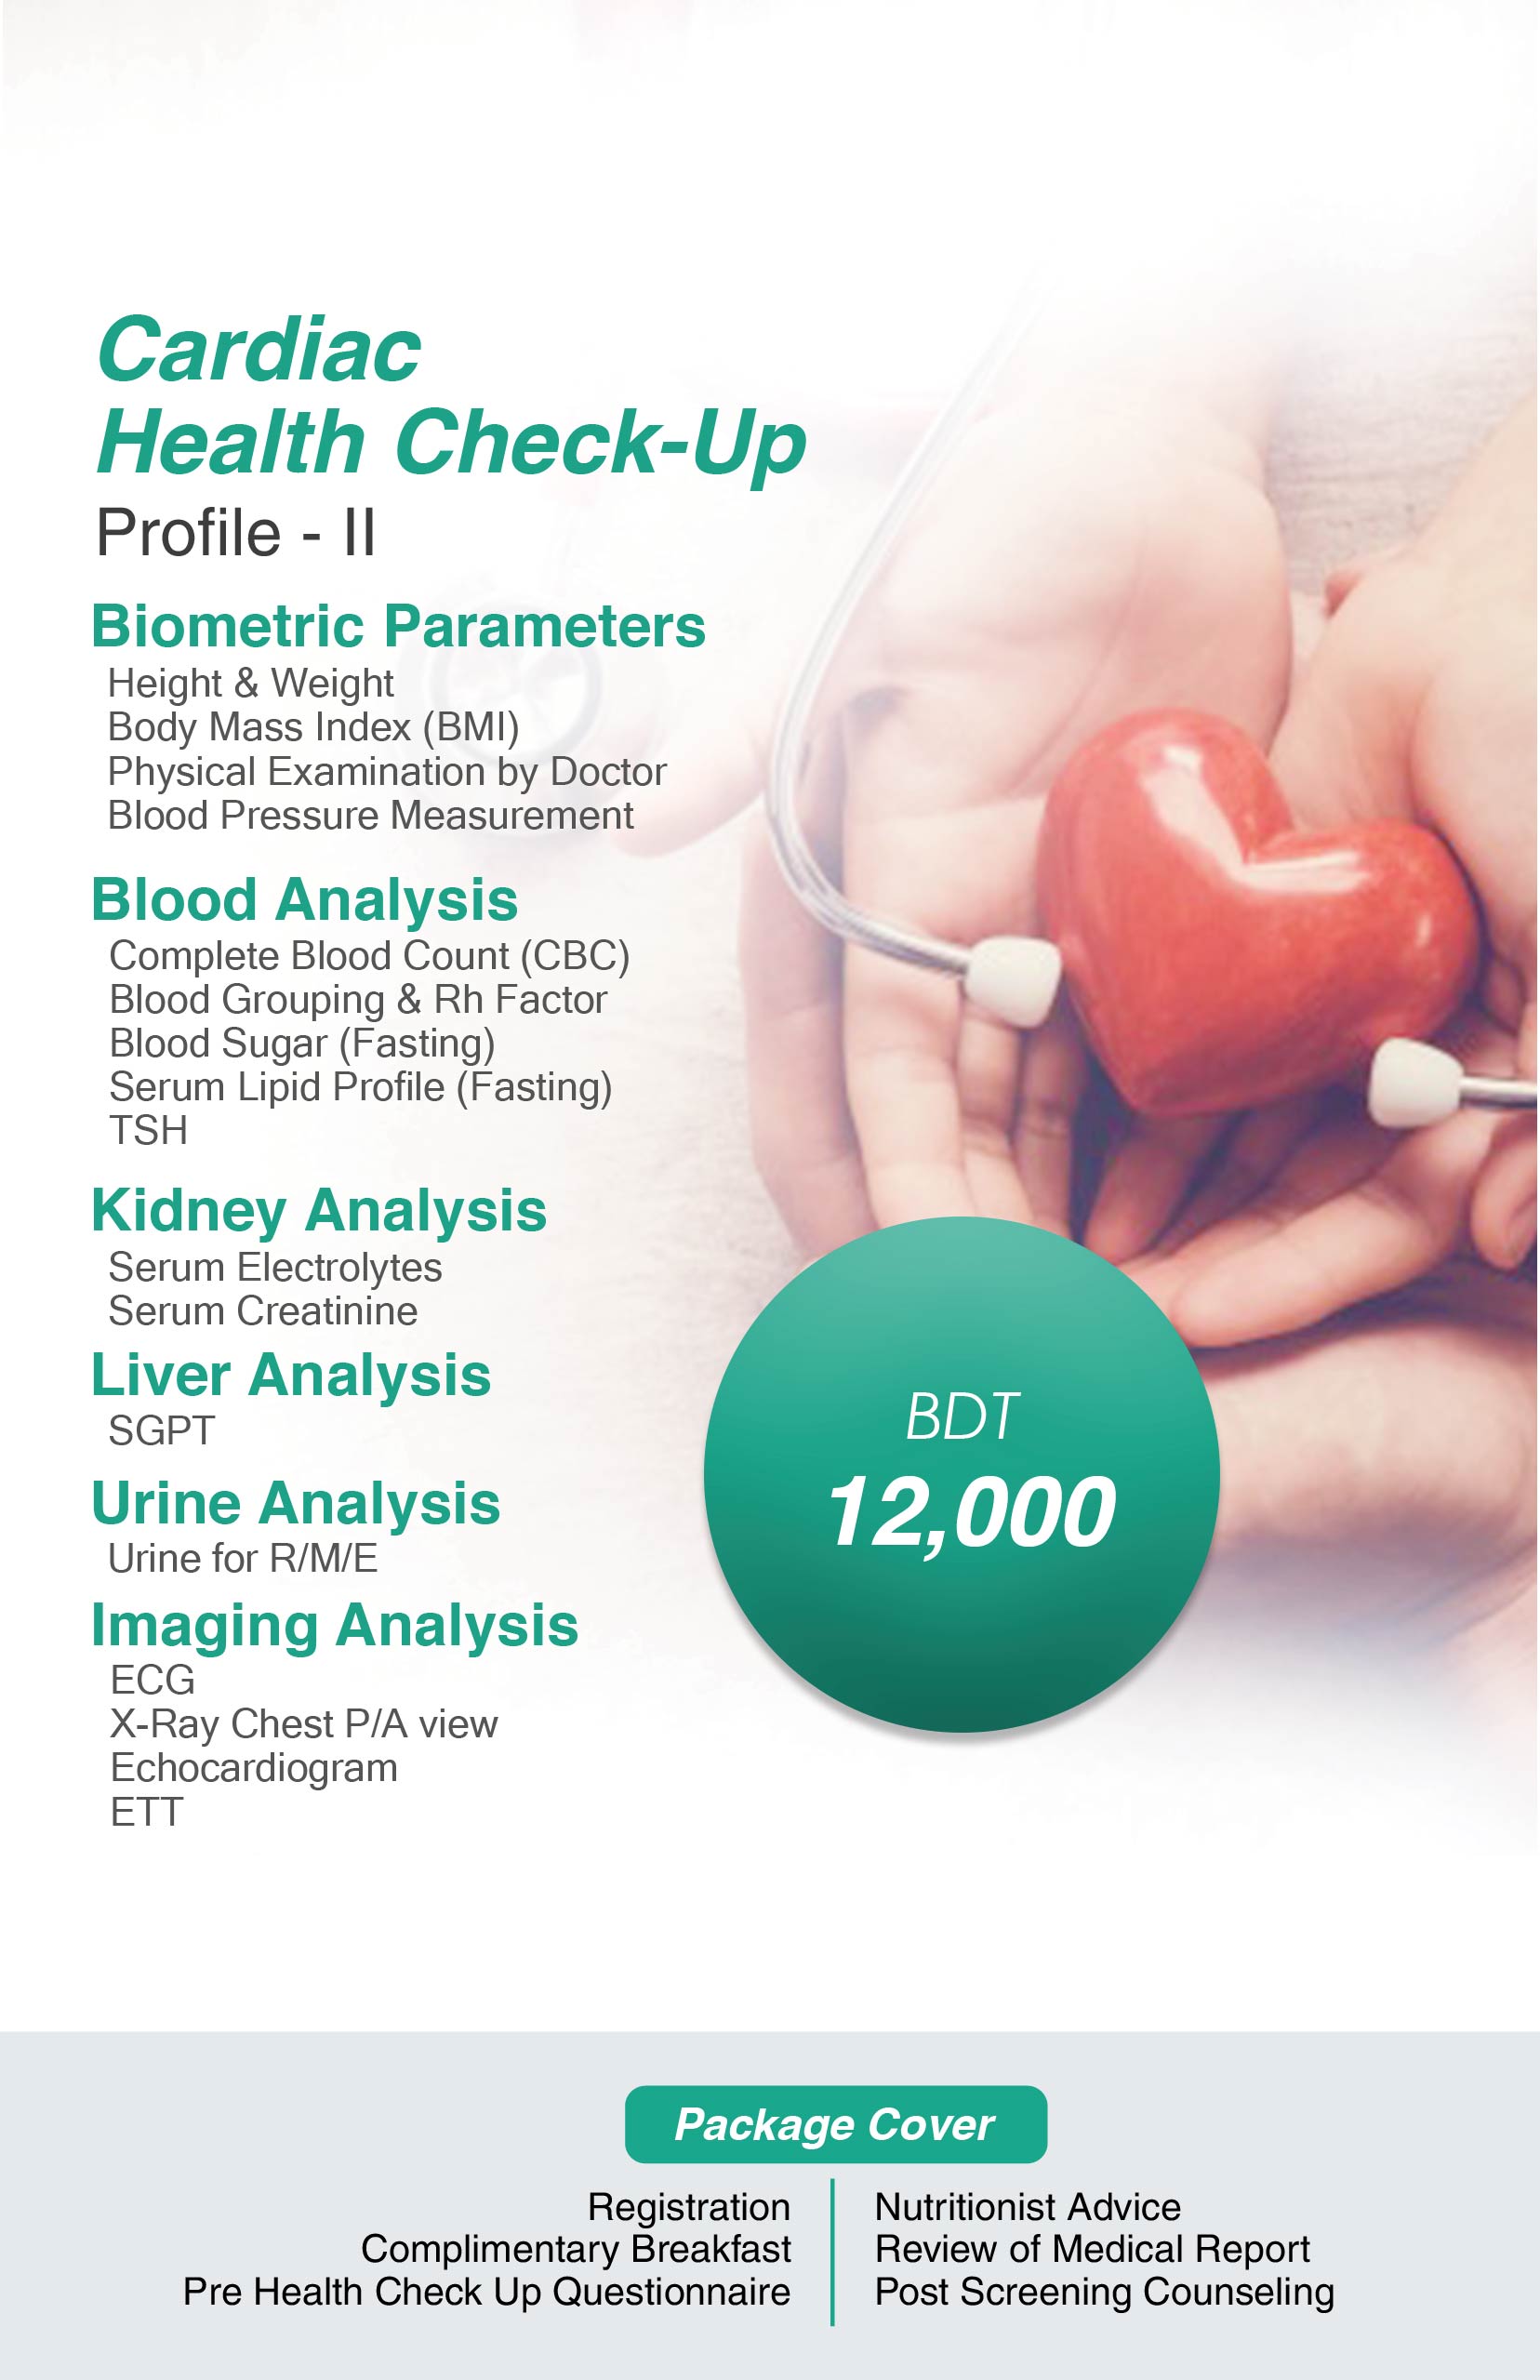 Cardiac
Health Check-Up
Profile - II
Biometric Parameters
Height & Weight
Body Mass Index (BMI)
Physical Examination by Doctor
Blood Pressure Measurement
Blood Analysis
Complete Blood Count (CBC)
Blood Grouping & Rh Factor
Blood Sugar (Fasting)
Serum Lipid Profile (Fasting)
TSH
Kidney Analysis
Serum Electrolytes
Serum Creatinine
Liver Analysis
SGPT
Urine Analysis
Urine for R/M/E
Imaging Analysis
ECG
X-Ray Chest P/A view
Echocardiogram
ETT
BDT
12,000
Package Cover
Registration
Complimentary Breakfast
Pre Health Check Up Questionnaire
Nutritionist Advice
Review of Medical Report
Post Screening Counseling